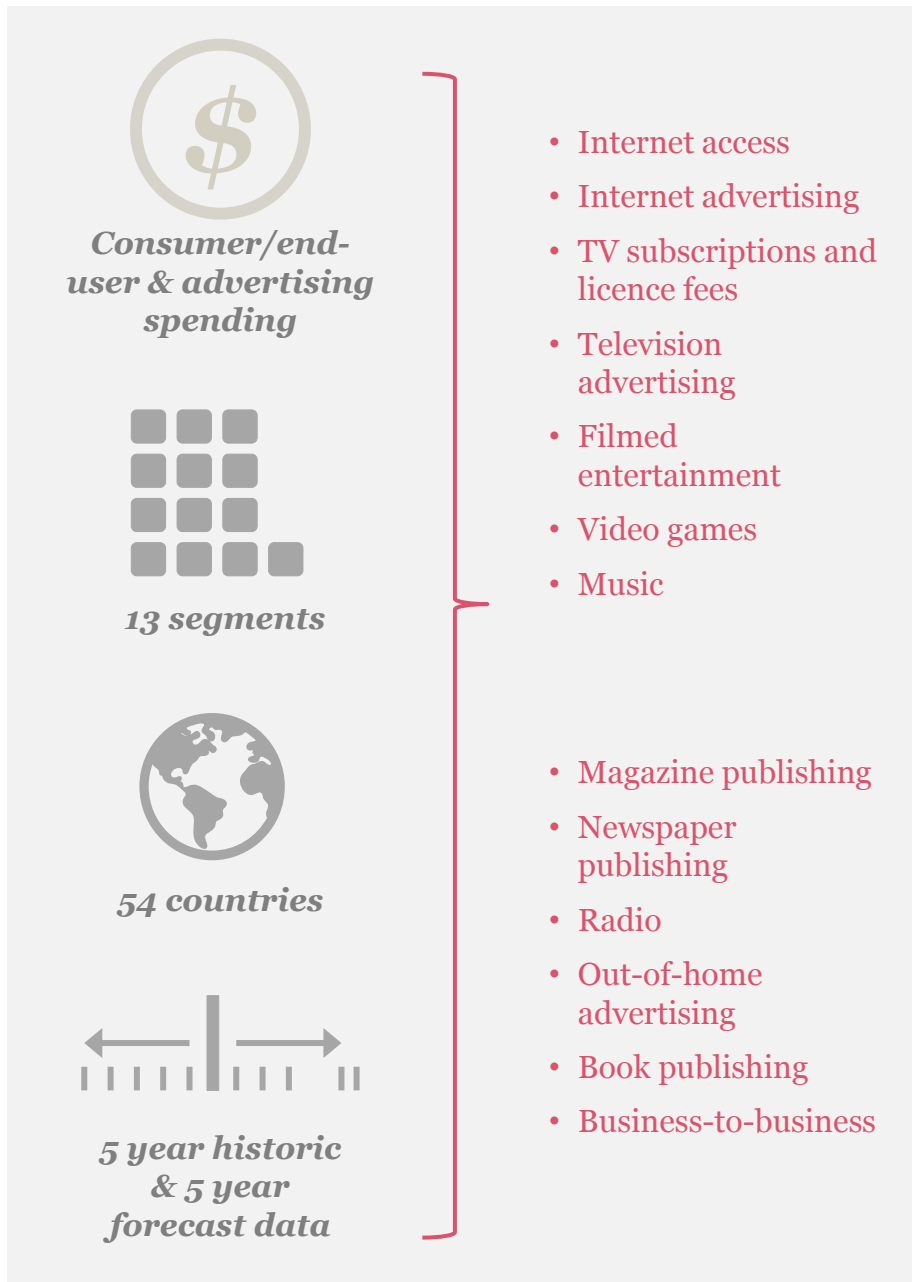 $
Consumer/end-
user & advertising
spending
13 segments
54 countries
5 year historic
& 5 year
forecast data
• Internet access
• Internet advertising
• TV subscriptions and
licence fees
• Television
advertising
• Filmed
entertainment
• Video games
• Music
• Magazine publishing
• Newspaper
publishing
• Radio
• Out-of-home
advertising
• Book publishing
• Business-to-business